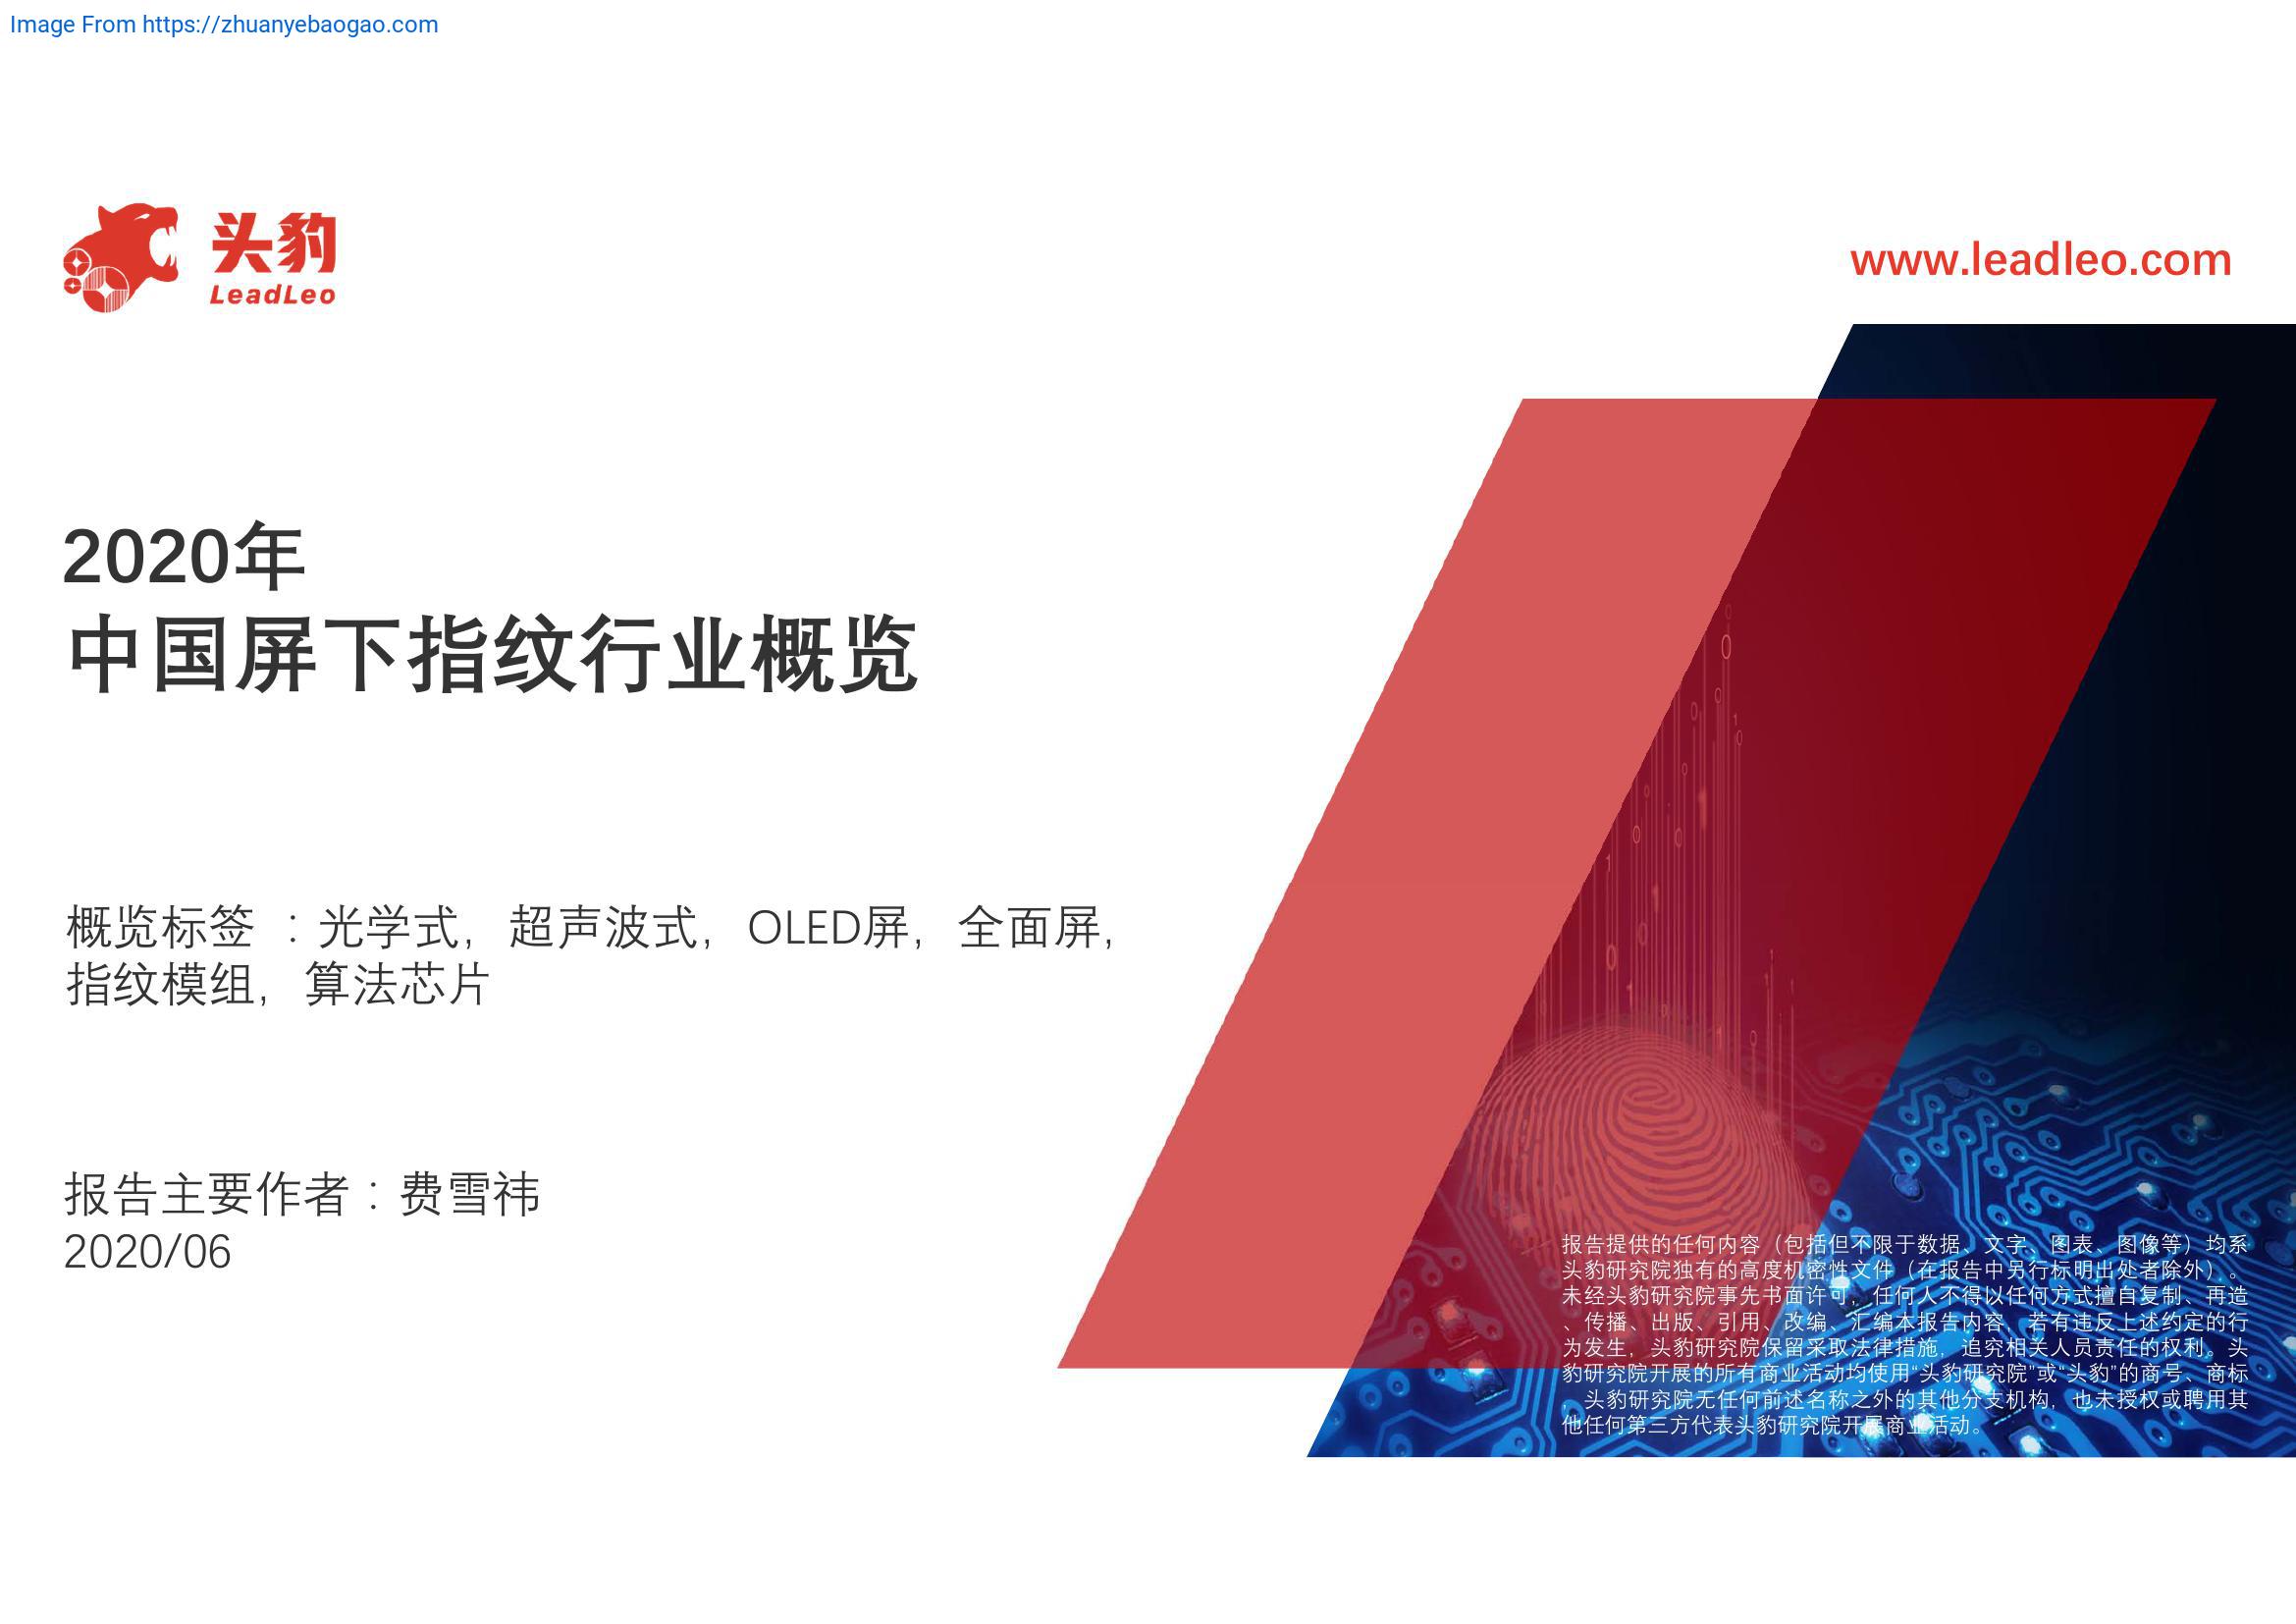 Image From https://zhuanyebaogao.com
头豹
LeadLeo
www.leadleo.com
2020年
中国屏下指纹行业概览
概览标签 ：光学式，超声波式，OLED屏，全面屏，
指纹模组，算法芯片
报告主要作者：费雪祎
2020/06
报告提供的任何内容（包括但不限于数据、文字、图表、图像等）均系
头豹研究院独有的高度机密性文件（在报告中另行标明出处者除外）。
未经头豹研究院事先书面许可，任何人不得以任何方式擅自复制、再造
、传播、出版、引用、改编、汇编本报告内容，若有违反上述约定的行
为发生，头豹研究院保留采取法律措施，追究相关人员责任的权利。头
豹研究院开展的所有商业活动均使用“头豹研究院”或“头豹”的商号、商标
，头豹研究院无任何前述名称之外的其他分支机构，也未授权或聘用其
他任何第三方代表头豹研究院开展商业活动。